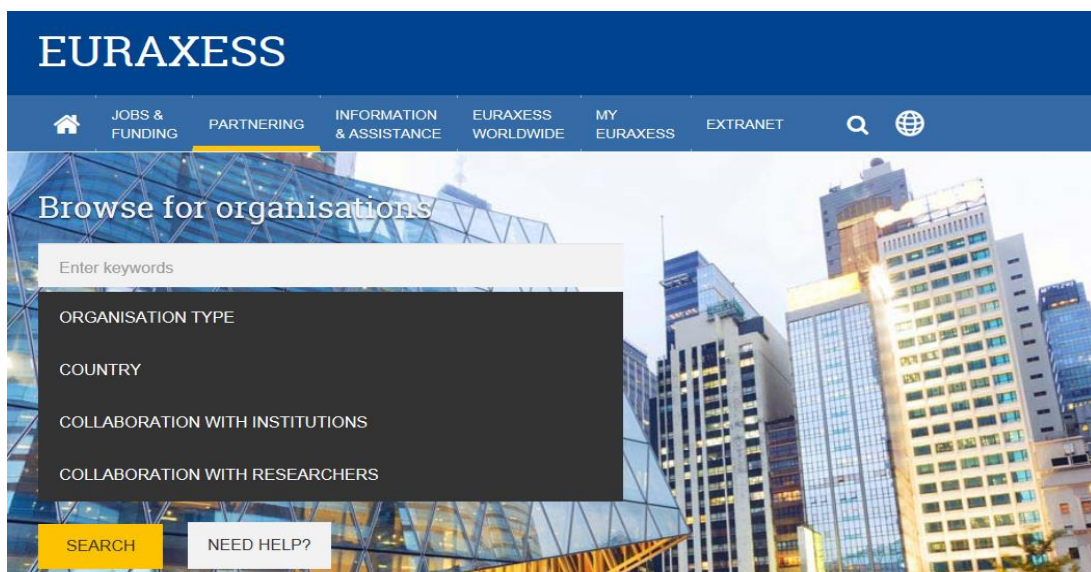 EURAXESS
JOBS &
FUNDING
PARTNERING
INFORMATION
& ASSISTANCE
EURAXESS
WORLDWIDE
MY
EURAXESS
EXTRANET
Browse for organisations
Enter keywords
ORGANISATION TYPE
COUNTRY
COLLABORATION WITH INSTITUTIONS
COLLABORATION WITH RESEARCHERS
SEARCH
NEED HELP?